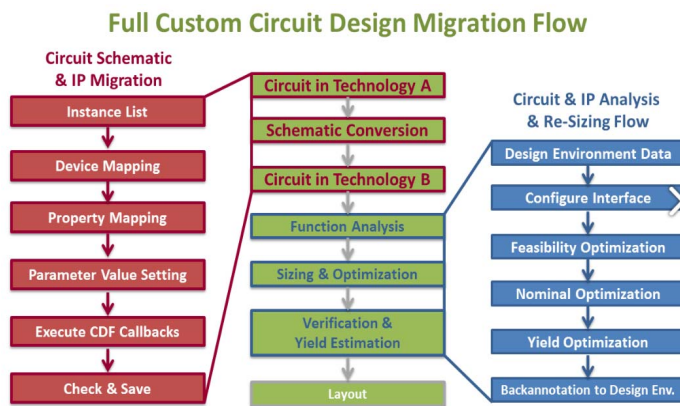 Full Custom Circuit Design Migration Flow
Circuit Schematic
& IP Migration
Instance List
Device Mapping
Property Mapping
Parameter Value Setting
Execute CDF Callbacks
Check & Save
Circuit in Technology A
Schematic Conversion
Circuit in Technology B
Function Analysis
Sizing & Optimization
Verification &
Yield Estimation
Layout
Circuit & IP Analysis
& Re-Sizing Flow
Design Environment Data
Configure Interface
Feasibility Optimization
Nominal Optimization
Yield Optimization
Backannotation to Design Env.